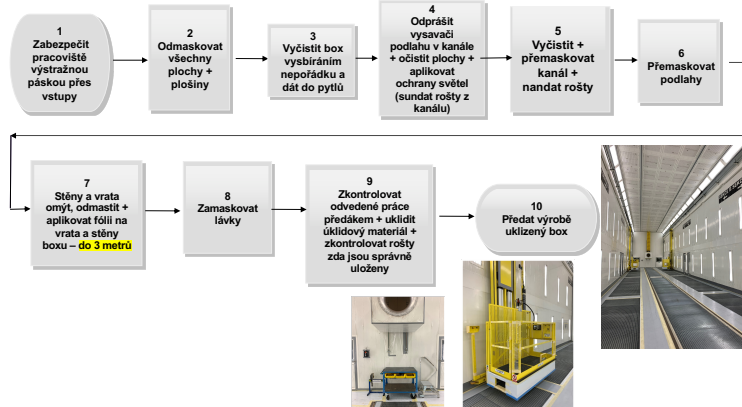 1
Zabezpečit
pracoviště
výstražnou
páskou přes
vstupy
2
Odmaskovat
všechny
plochy +
plošiny
3
Vyčistit box
vysbíráním
nepořádku a
dát do pytlů
4
Odprášit
vysavači
podlahu v kanále
+ očistit plochy +
aplikovat
ochrany světel
(sundat rošty z
kanálu)
5
Vyčistit +
přemaskovat
kanál +
nandat rošty
6
Přemaskovat
podlahy
7
Stěny a vrata
omýt, odmastit +
aplikovat fólii na
vrata a stěny
boxu – do 3 metrů
8
Zamaskovat
lávky
9
Zkontrolovat
odvedené práce
předákem + uklidit
úklidový materiál +
zkontrolovat rošty
zda jsou správně
uloženy
10
Předat výrobě
uklizený box